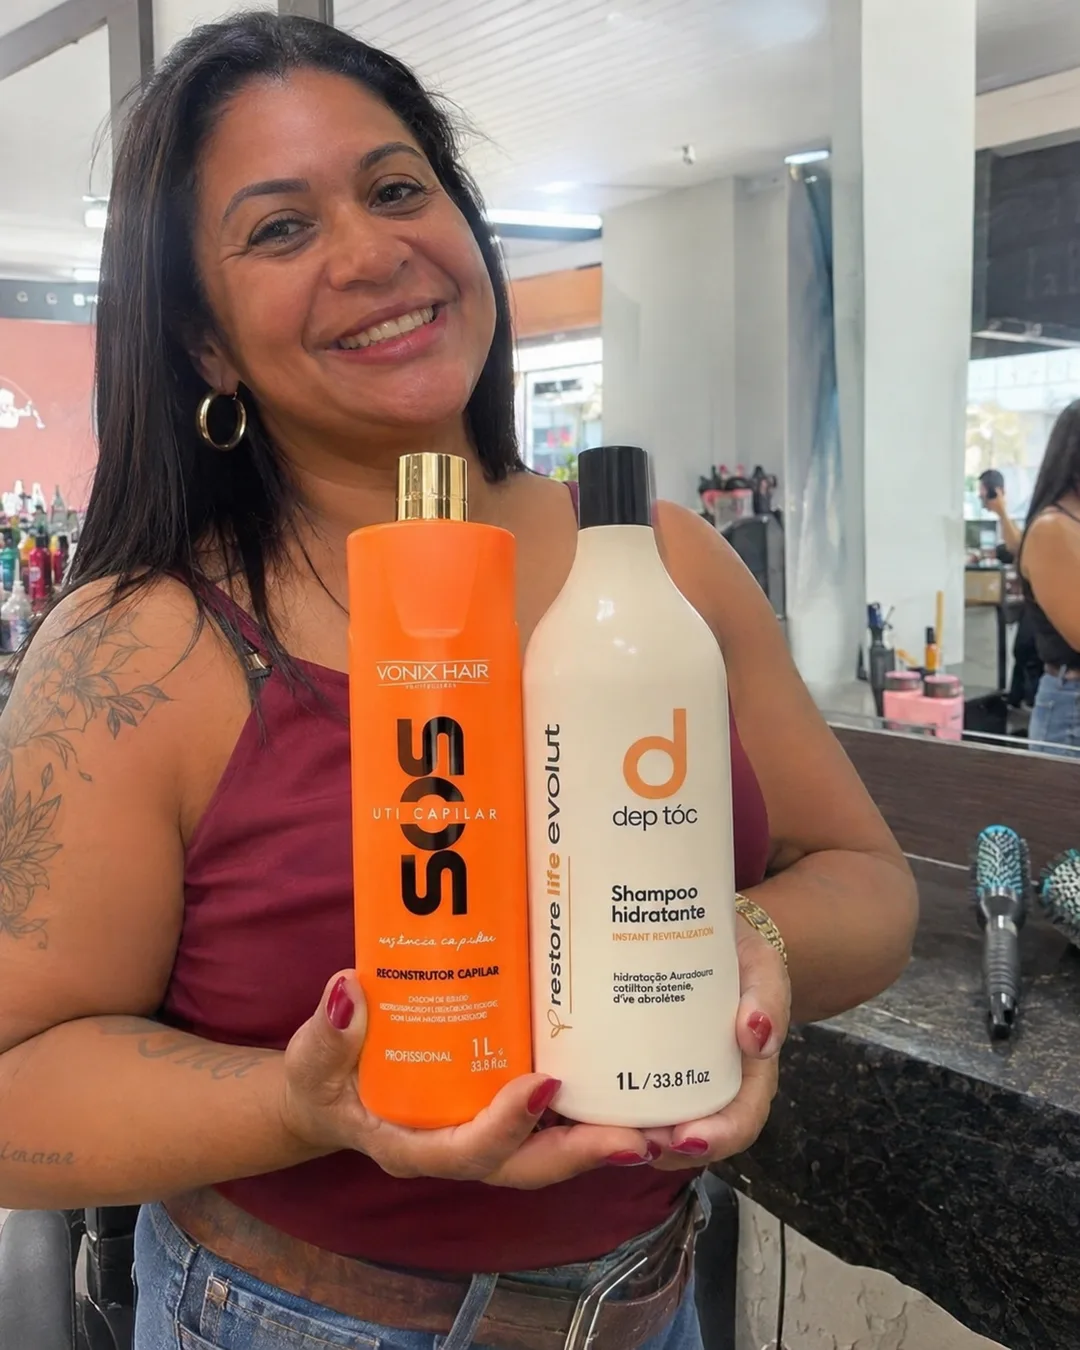 VONIX HAIR
SOS
UTI CAPILAR
RECONSTRUTOR CAPILAR
PROFISSIONAL
1L
33.8 fl oz
restore life evolut
d
dep tóc
Shampoo
hidratante
INSTANT REVITALIZATION
hidratação Auradoura
cotillton sotenie,
d've abrolétes
1L / 33.8 fl.oz